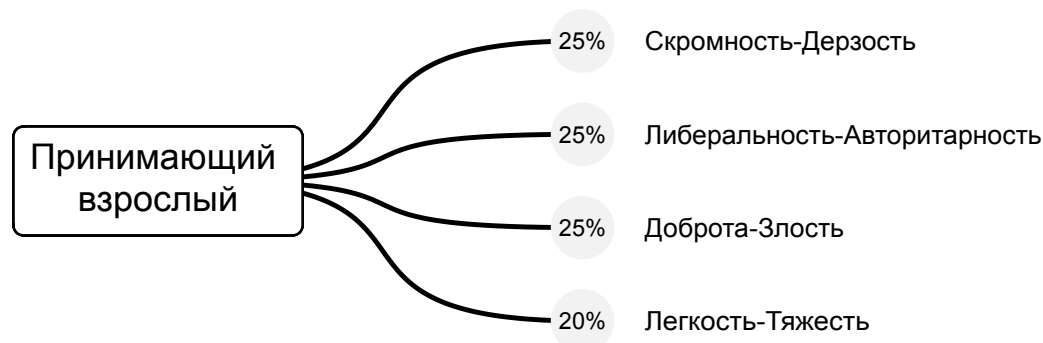 Принимающий
взрослый
25% Скромность-Дерзость
25% Либеральность-Авторитарность
25% Доброта-Злость
20% Легкость-Тяжесть